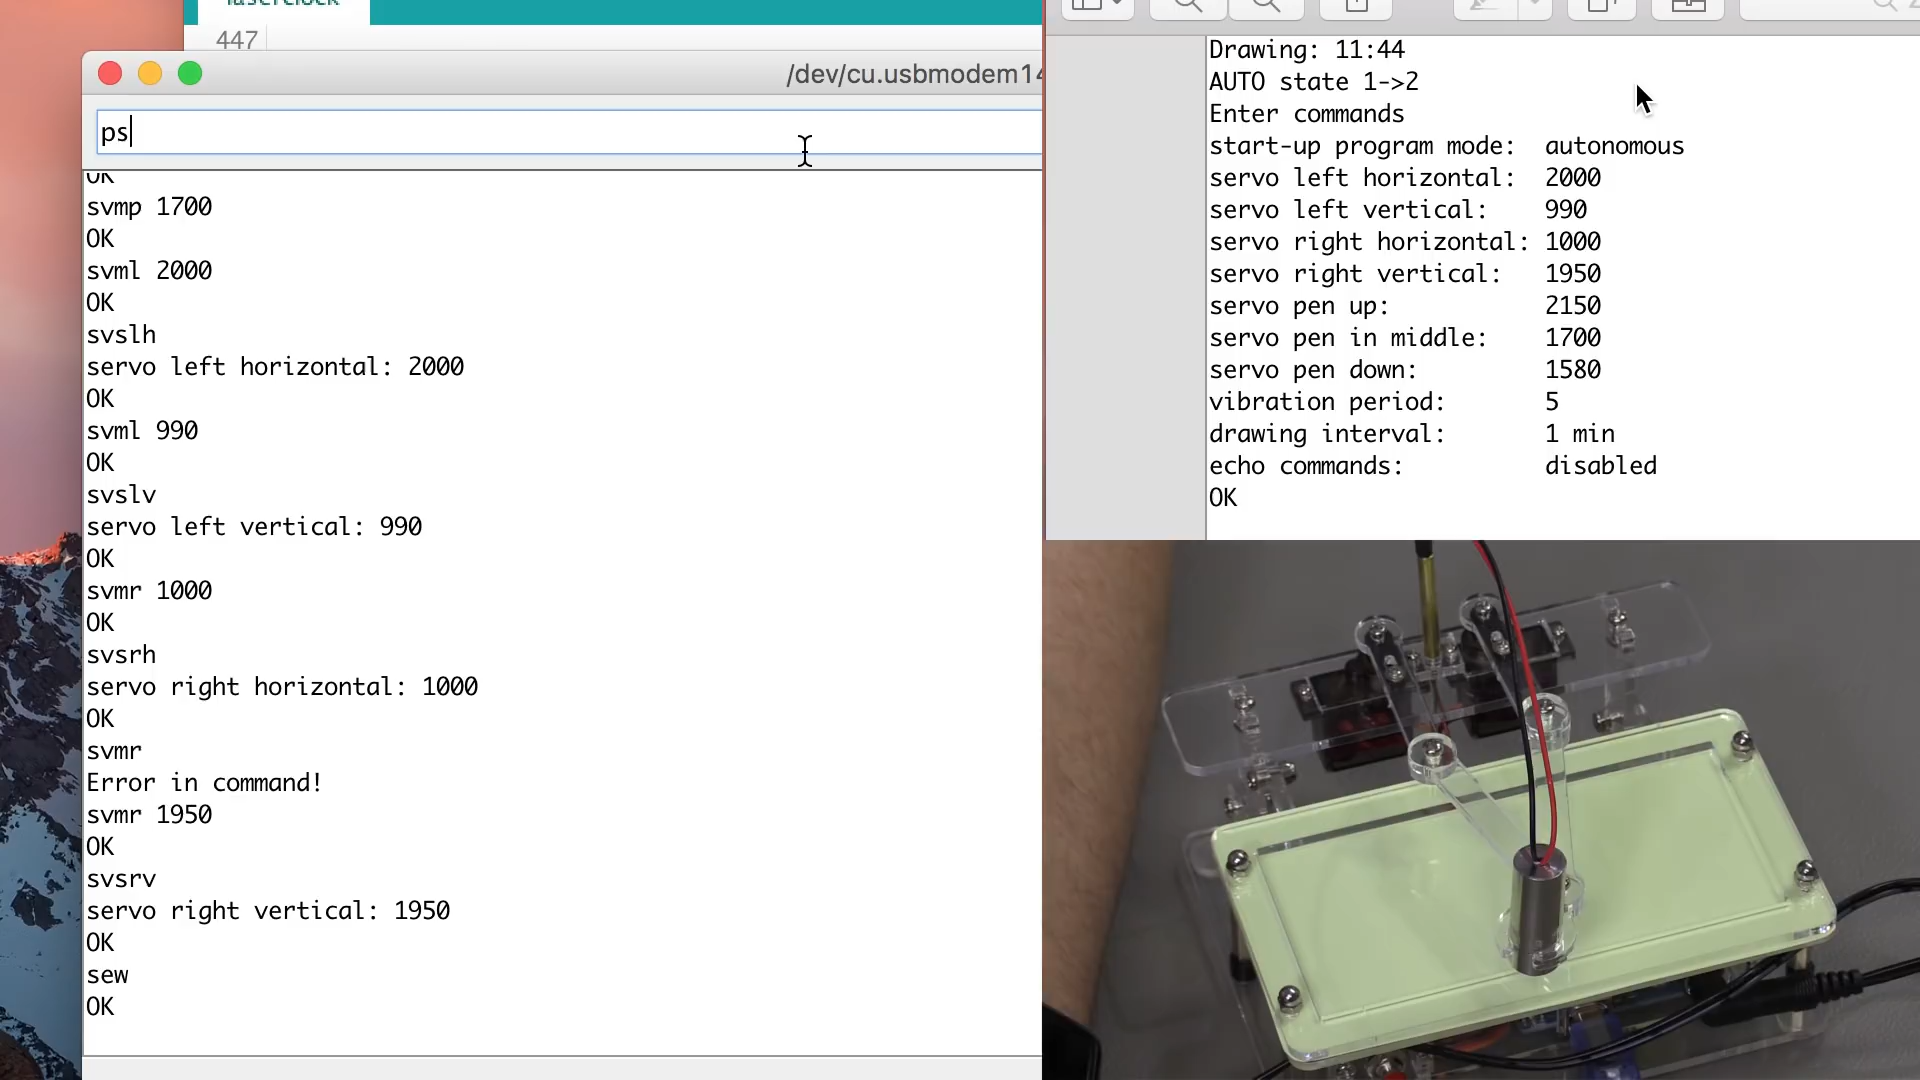 laserclock
447
/dev/cu.usbmodem14
ps
OK
svmp 1700
OK
svml 2000
OK
svslh
servo left horizontal: 2000
OK
svml 990
OK
svslv
servo left vertical: 990
OK
svmr 1000
OK
svsrh
servo right horizontal: 1000
OK
svmr
Error in command!
svmr 1950
OK
svsrv
servo right vertical: 1950
OK
sew
OK
Drawing: 11:44
AUTO state 1->2
Enter commands
start-up program mode: autonomous
servo left horizontal: 2000
servo left vertical: 990
servo right horizontal: 1000
servo right vertical: 1950
servo pen up: 2150
servo pen in middle: 1700
servo pen down: 1580
vibration period: 5
drawing interval: 1 min
echo commands: disabled
OK